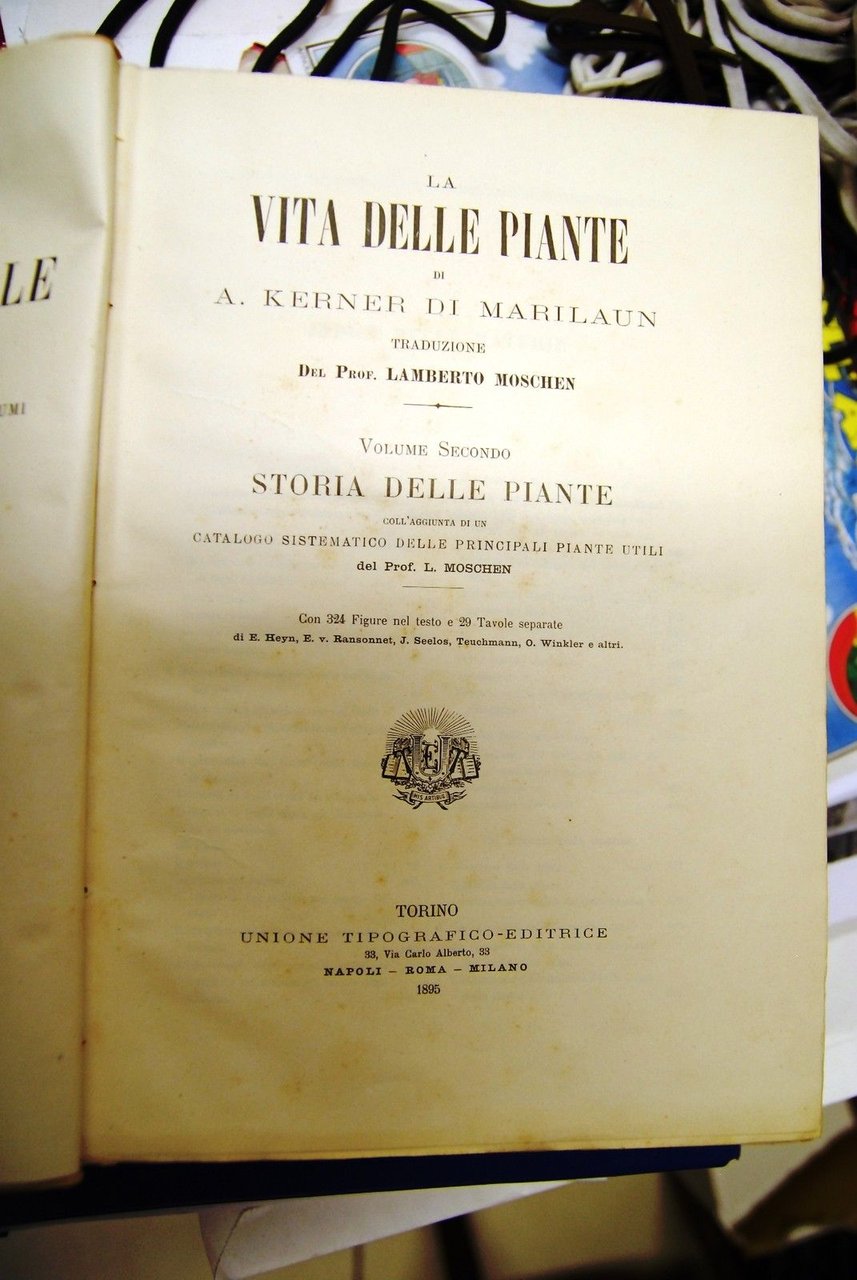 LE
UMI
LA
VITA DELLE PIANTE
DI
A. KERNER DI MARILAUN
TRADUZIONE
DEL PROF. LAMBERTO MOSCHEN
VOLUME SECONDO
STORIA DELLE PIANTE
COLL'AGGIUNTA DI UN
CATALOGO SISTEMATICO DELLE PRINCIPALI PIANTE UTILI
del Prof. L. MOSCHEN
Con 324 Figure nel testo e 29 Tavole separate
di E. Heyn, E. v. Ransonnet, J. Seelos, Teuchmann, O. Winkler e altri.
TORINO
UNIONE TIPOGRAFICO-EDITRICE
33, Via Carlo Alberto, 33
NAPOLI — ROMA — MILANO
1895